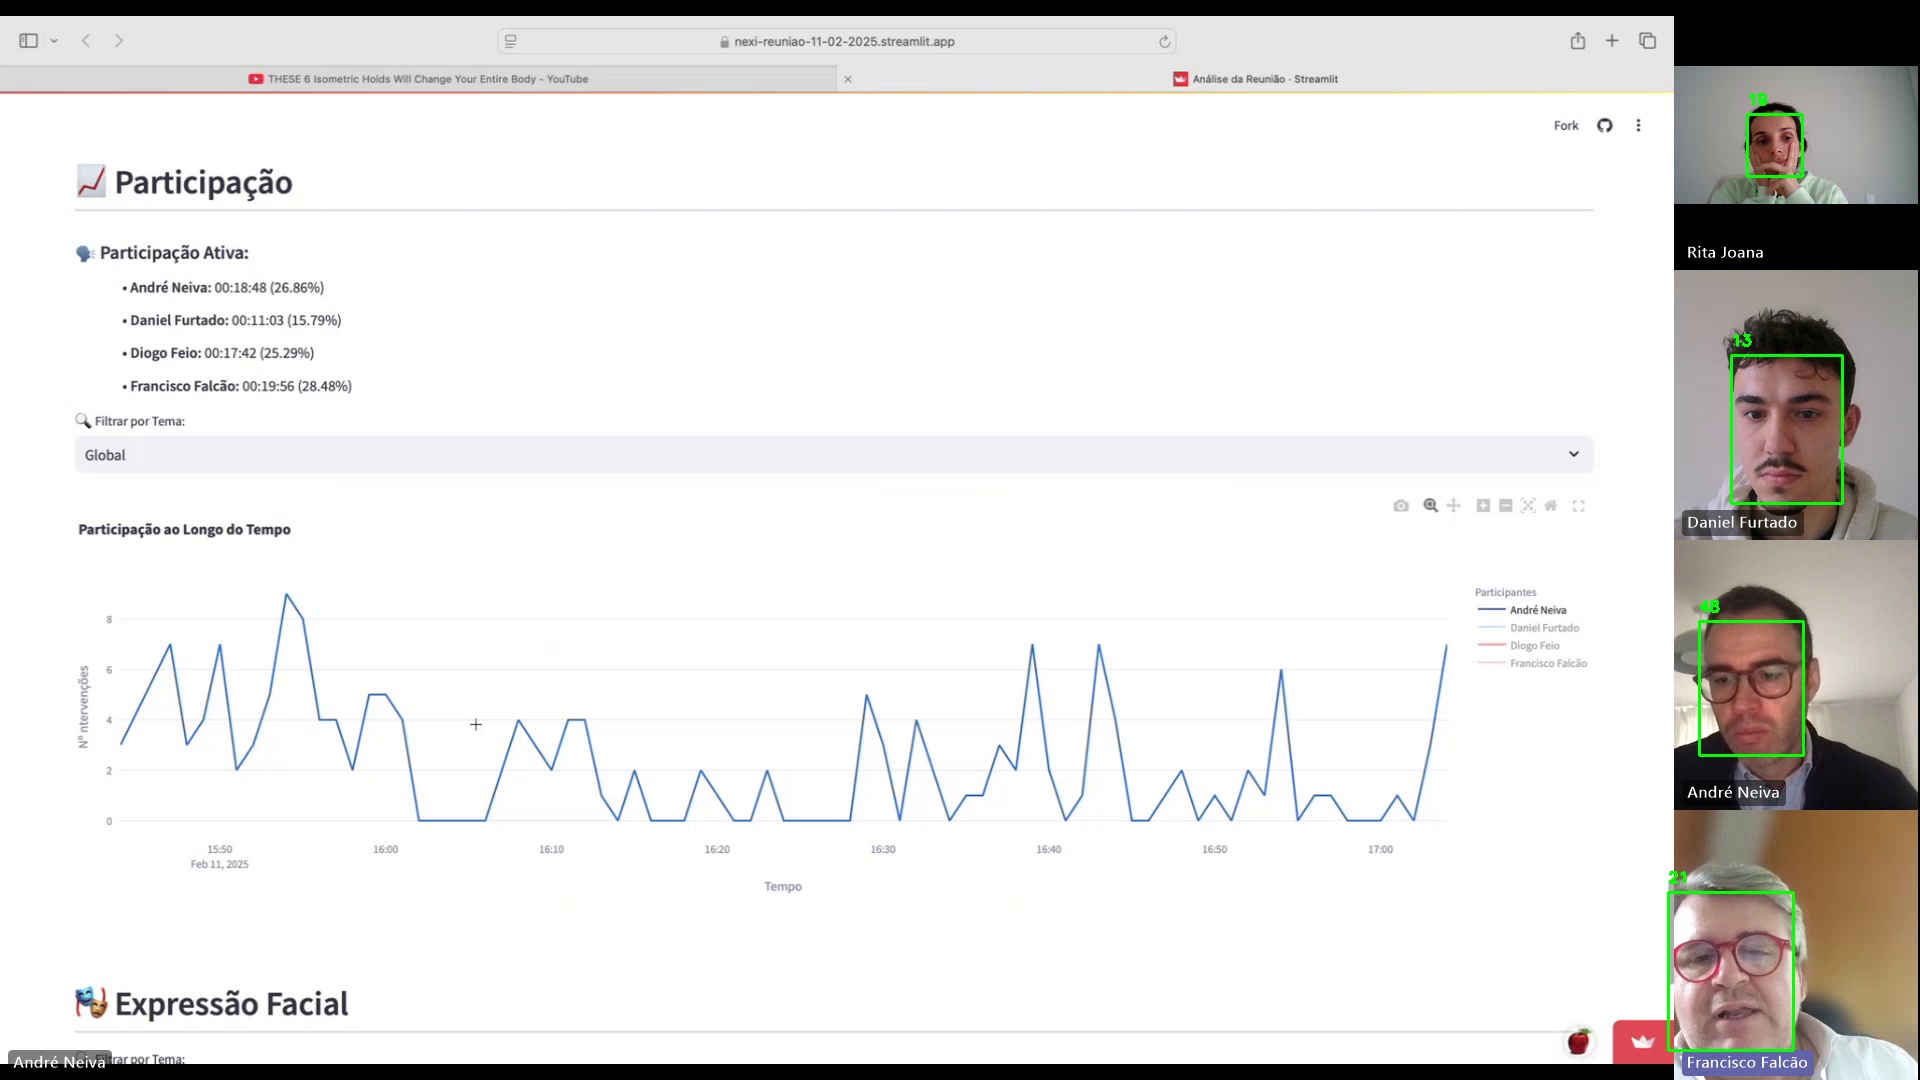 nexi-reuniao-11-02-2025.streamlit.app
THESE 6 Isometric Holds Will Change Your Entire Body - YouTube
Análise da Reunião · Streamlit
Fork
Participação
Participação Ativa:
• André Neiva: 00:18:48 (26.86%)
• Daniel Furtado: 00:11:03 (15.79%)
• Diogo Feio: 00:17:42 (25.29%)
• Francisco Falcão: 00:19:56 (28.48%)
Filtrar por Tema:
Global
Participação ao Longo do Tempo
Participantes
André Neiva
Daniel Furtado
Diogo Feio
Francisco Falcão
Nº ntervenções
8
6
4
2
0
15:50
16:00
16:10
16:20
16:30
16:40
16:50
17:00
Feb 11, 2025
Tempo
Expressão Facial
rar por Tema:
André Neiva
19
Rita Joana
13
Daniel Furtado
48
André Neiva
21
Francisco Falcão